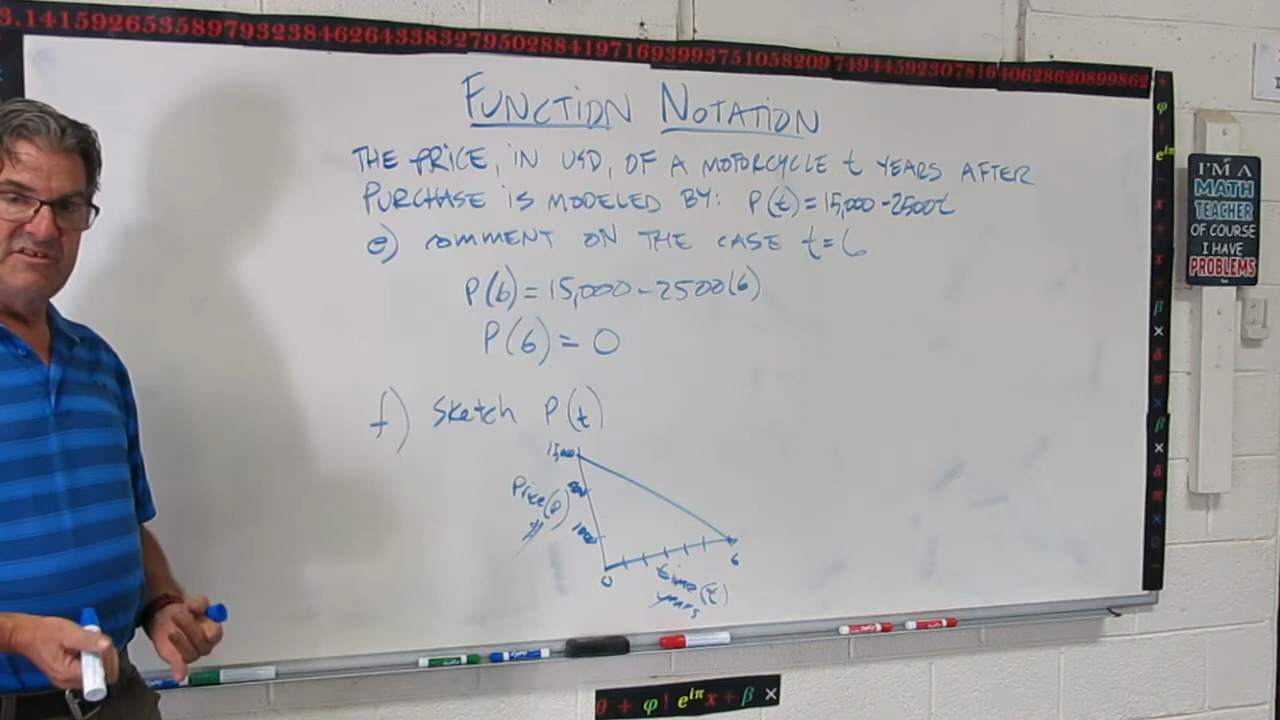 3.14159265358979323846264338327950288419716939937510582097494459230781640628620899862
FUNCTION NOTATION
THE PRICE, IN USD, OF A MOTORCYCLE t YEARS AFTER
PURCHASE IS MODELED BY: P(t)=15,000-2500t
e) COMMENT ON THE CASE t=6
P(6)=15,000-2500(6)
P(6)=0
f) Sketch P(t)
15,000
Price
0
6
time (t)
years
I'M A
MATH
TEACHER
OF COURSE
I HAVE
PROBLEMS
θ + φ ! e^iπ x + β ×